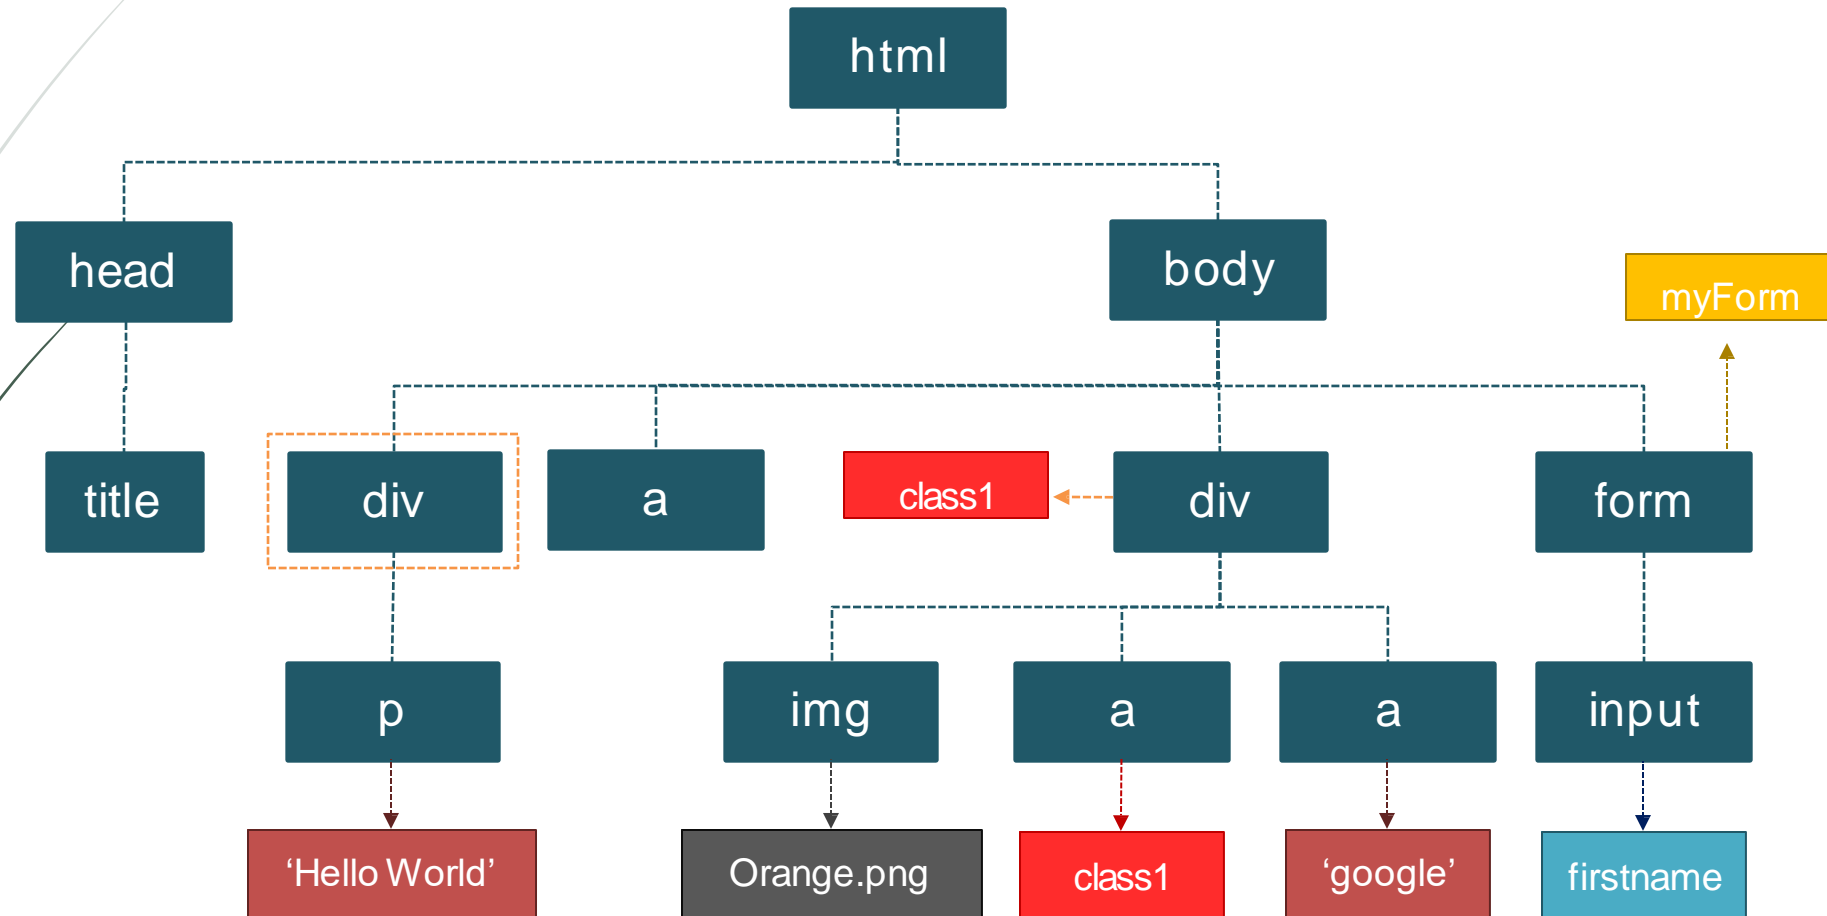 html
head
body
myForm
title
div
a
class1
div
form
p
img
a
a
input
‘Hello World’
Orange.png
class1
‘google’
firstname